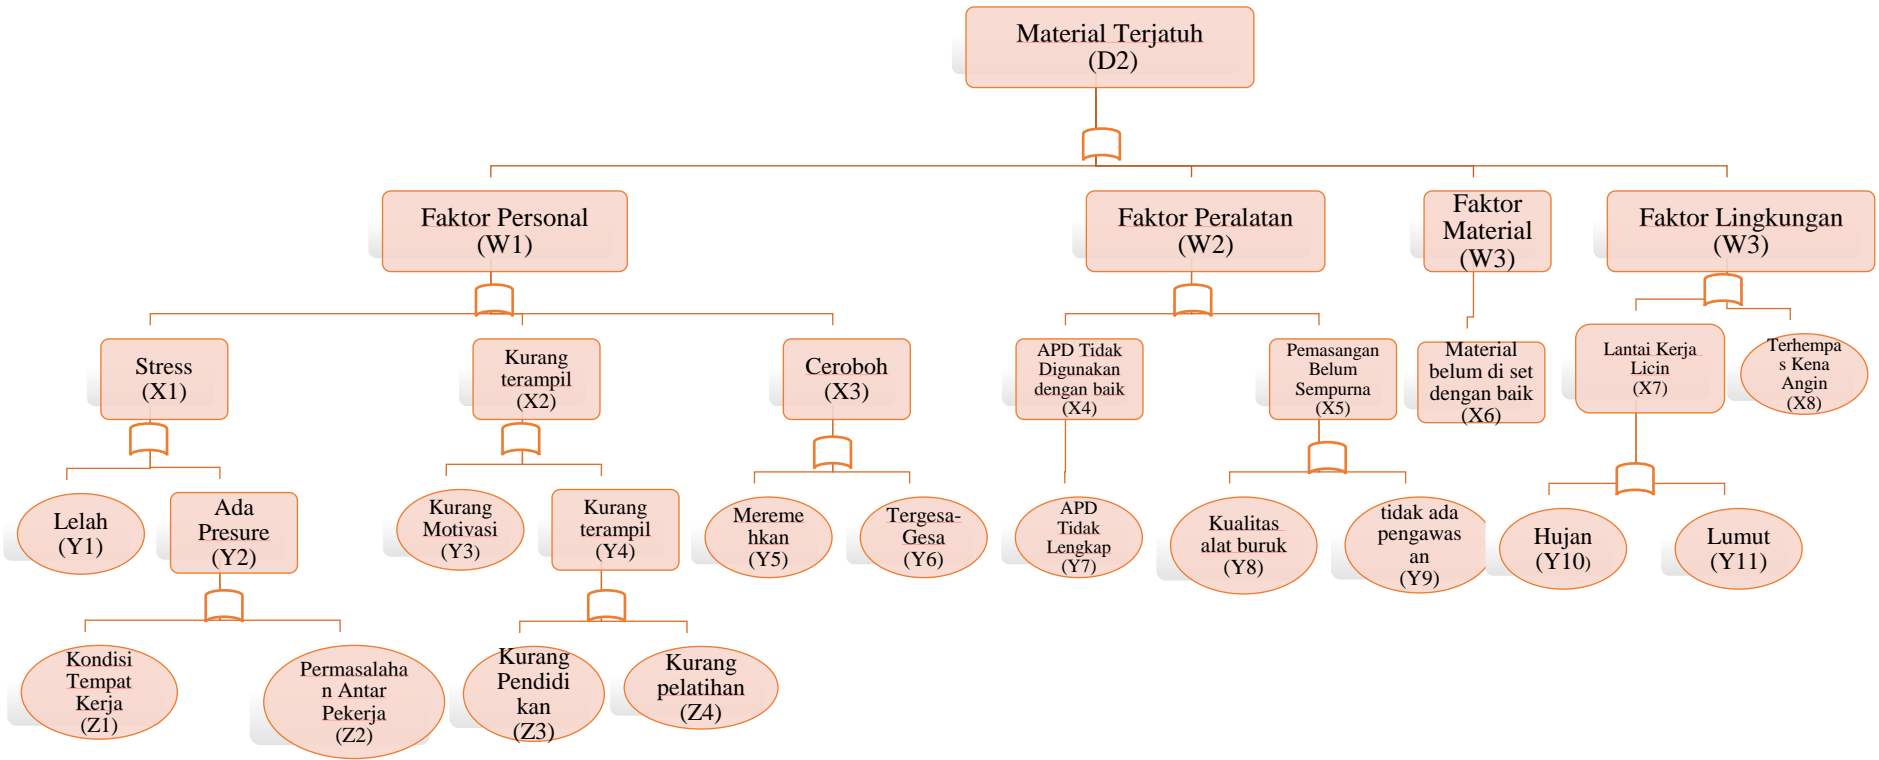 Material Terjatuh
(D2)
Faktor Personal
(W1)
Faktor Peralatan
(W2)
Faktor
Material
(W3)
Faktor Lingkungan
(W3)
Stress
(X1)
Kurang
terampil
(X2)
Ceroboh
(X3)
APD Tidak
Digunakan
dengan baik
(X4)
Pemasangan
Belum
Sempurna
(X5)
Material
belum di set
dengan baik
(X6)
Lantai Kerja
Licin
(X7)
Terhempa
s Kena
Angin
(X8)
Lelah
(Y1)
Ada
Presure
(Y2)
Kurang
Motivasi
(Y3)
Kurang
terampil
(Y4)
Mereme
hkan
(Y5)
Tergesa-
Gesa
(Y6)
APD
Tidak
Lengkap
(Y7)
Kualitas
alat buruk
(Y8)
tidak ada
pengawas
an
(Y9)
Hujan
(Y10)
Lumut
(Y11)
Kondisi
Tempat
Kerja
(Z1)
Permasalaha
n Antar
Pekerja
(Z2)
Kurang
Pendidi
kan
(Z3)
Kurang
pelatihan
(Z4)